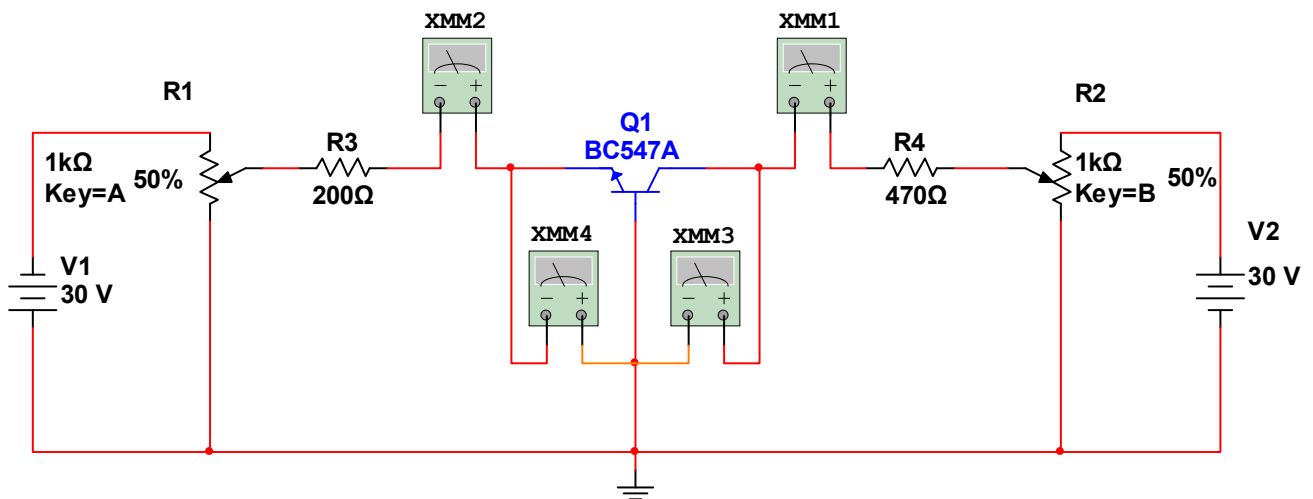 XMM2
XMM1
R1
R2
Q1
BC547A
R3
R4
1kΩ
Key=A
50%
200Ω
470Ω
1kΩ
Key=B
50%
XMM4
XMM3
V1
30 V
V2
30 V